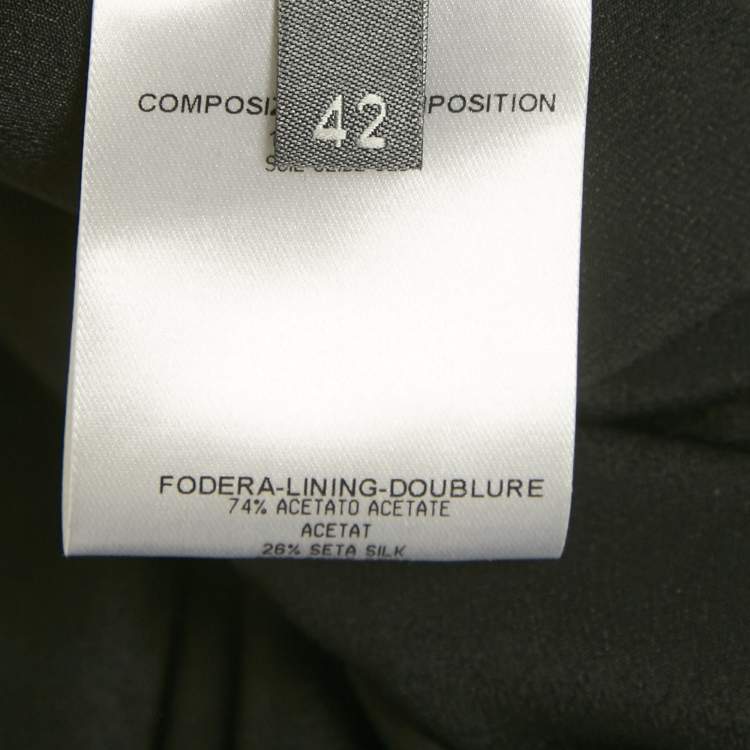 42
COMPOSI POSITION
FODERA-LINING-DOUBLURE
74% ACETATO ACETATE
ACETAT
26% SETA SILK